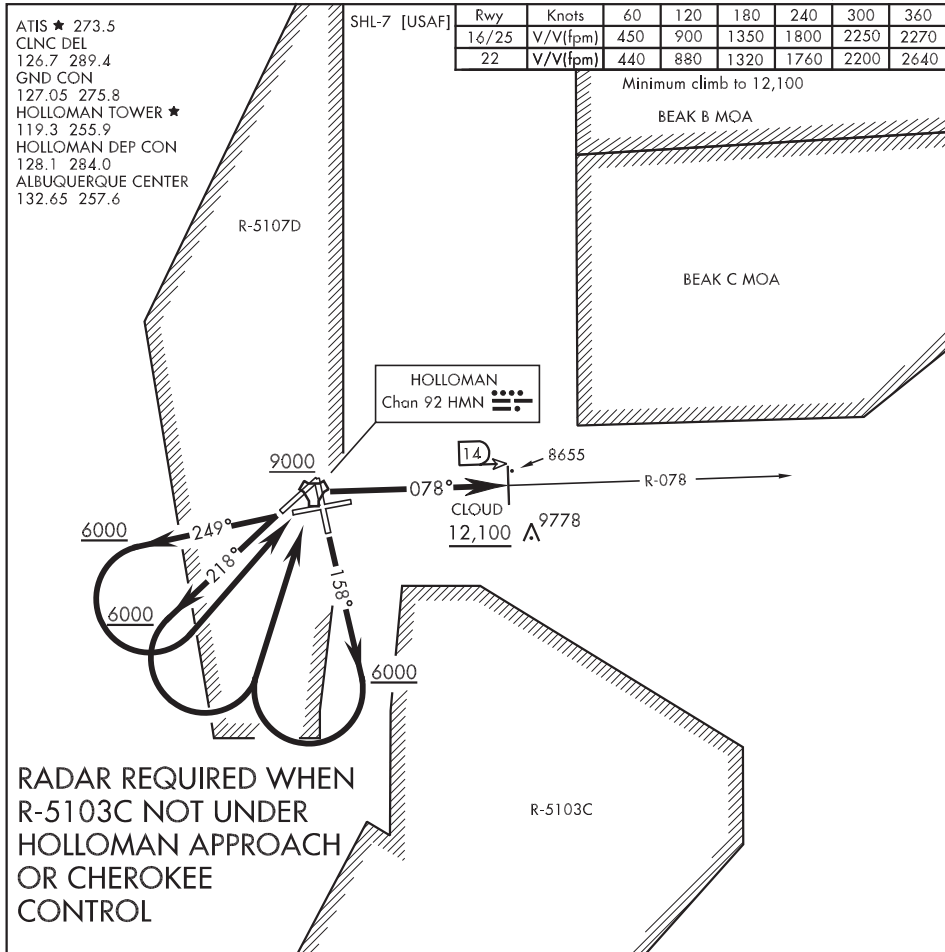 ATIS ★ 273.5
CLNC DEL
126.7 289.4
GND CON
127.05 275.8
HOLLOMAN TOWER ★
119.3 255.9
HOLLOMAN DEP CON
128.1 284.0
ALBUQUERQUE CENTER
132.65 257.6
SHL-7 [USAF]
Rwy Knots 60 120 180 240 300 360
16/25 V/V(fpm) 450 900 1350 1800 2250 2270
22 V/V(fpm) 440 880 1320 1760 2200 2640
Minimum climb to 12,100
BEAK B MOA
R-5107D
BEAK C MOA
HOLLOMAN
Chan 92 HMN
14
8655
9000
078°
R-078
CLOUD
12,100
9778
6000
249°
218°
158°
6000
6000
RADAR REQUIRED WHEN
R-5103C NOT UNDER
HOLLOMAN APPROACH
OR CHEROKEE
CONTROL
R-5103C